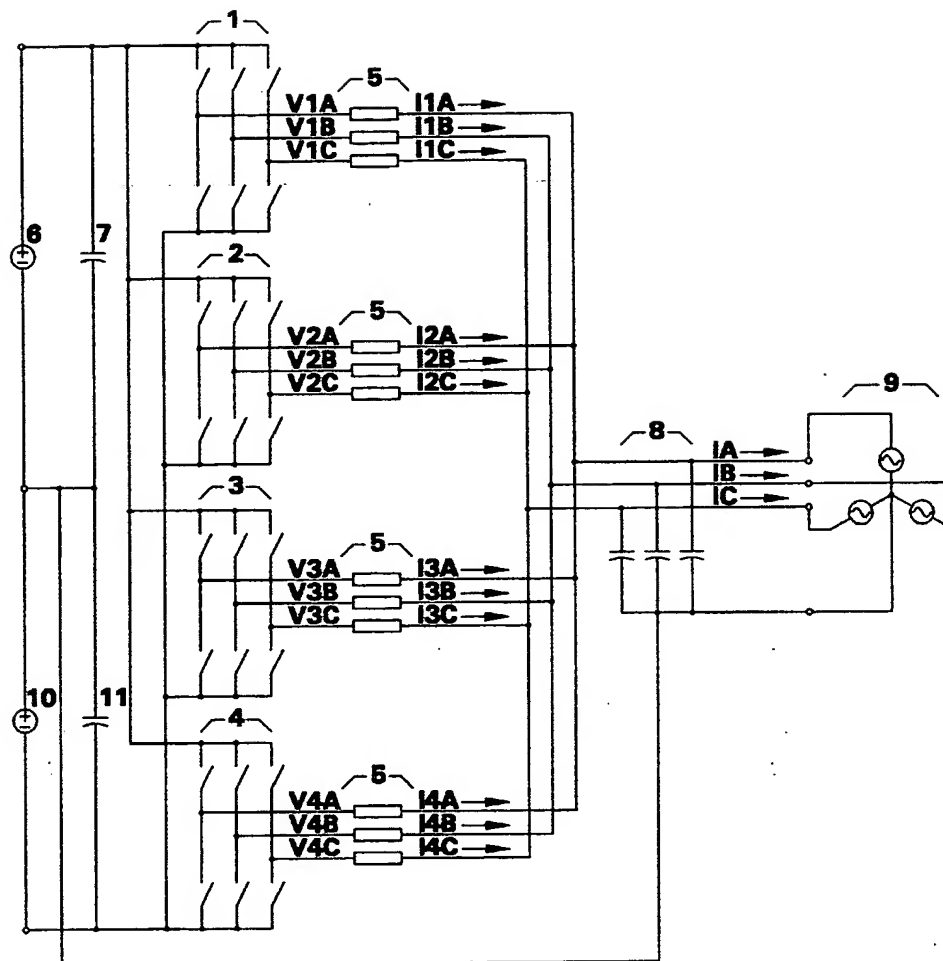 1
5
V1A I1A
V1B I1B
V1C I1C
6 7
2
5
V2A I2A
V2B I2B
V2C I2C
9
8 IA
IB
IC
3
5
V3A I3A
V3B I3B
V3C I3C
10 11
4
5
V4A I4A
V4B I4B
V4C I4C